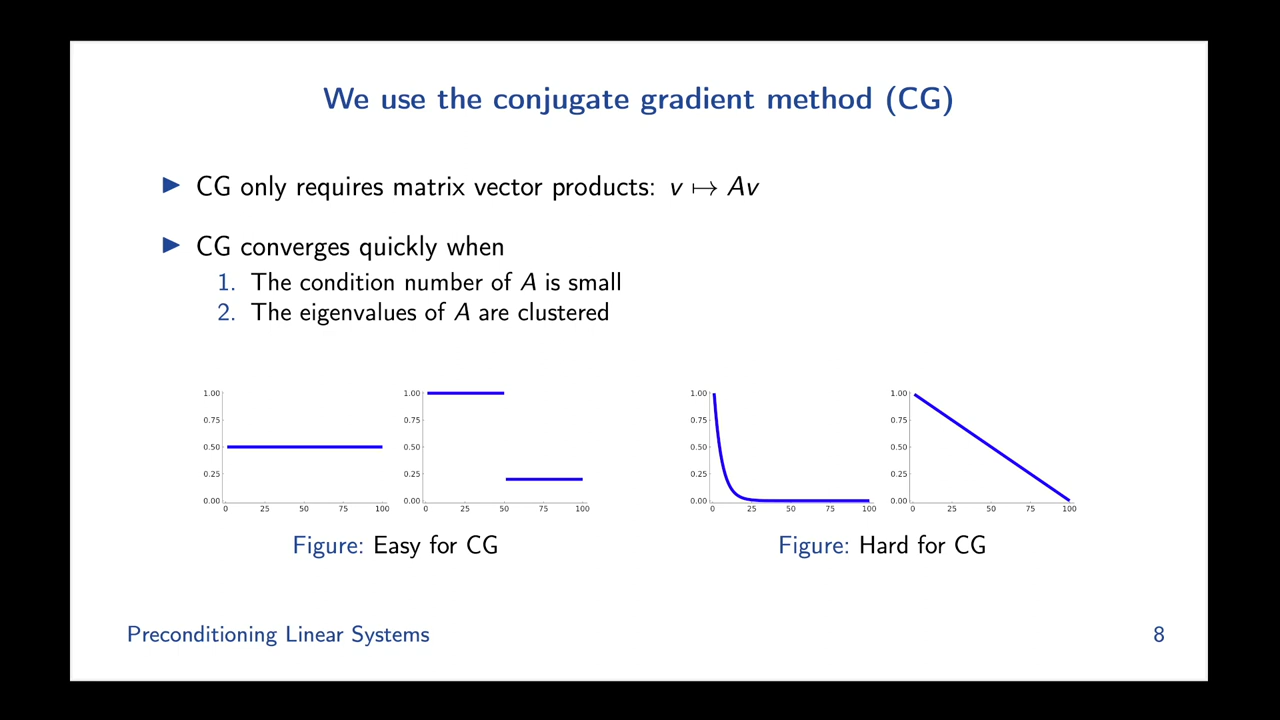 We use the conjugate gradient method (CG)
▶ CG only requires matrix vector products: v ↦ Av
▶ CG converges quickly when
1. The condition number of A is small
2. The eigenvalues of A are clustered
1.00
0.75
0.50
0.25
0.00
0 25 50 75 100
1.00
0.75
0.50
0.25
0.00
0 25 50 75 100
Figure: Easy for CG
1.00
0.75
0.50
0.25
0.00
0 25 50 75 100
1.00
0.75
0.50
0.25
0.00
0 25 50 75 100
Figure: Hard for CG
Preconditioning Linear Systems
8